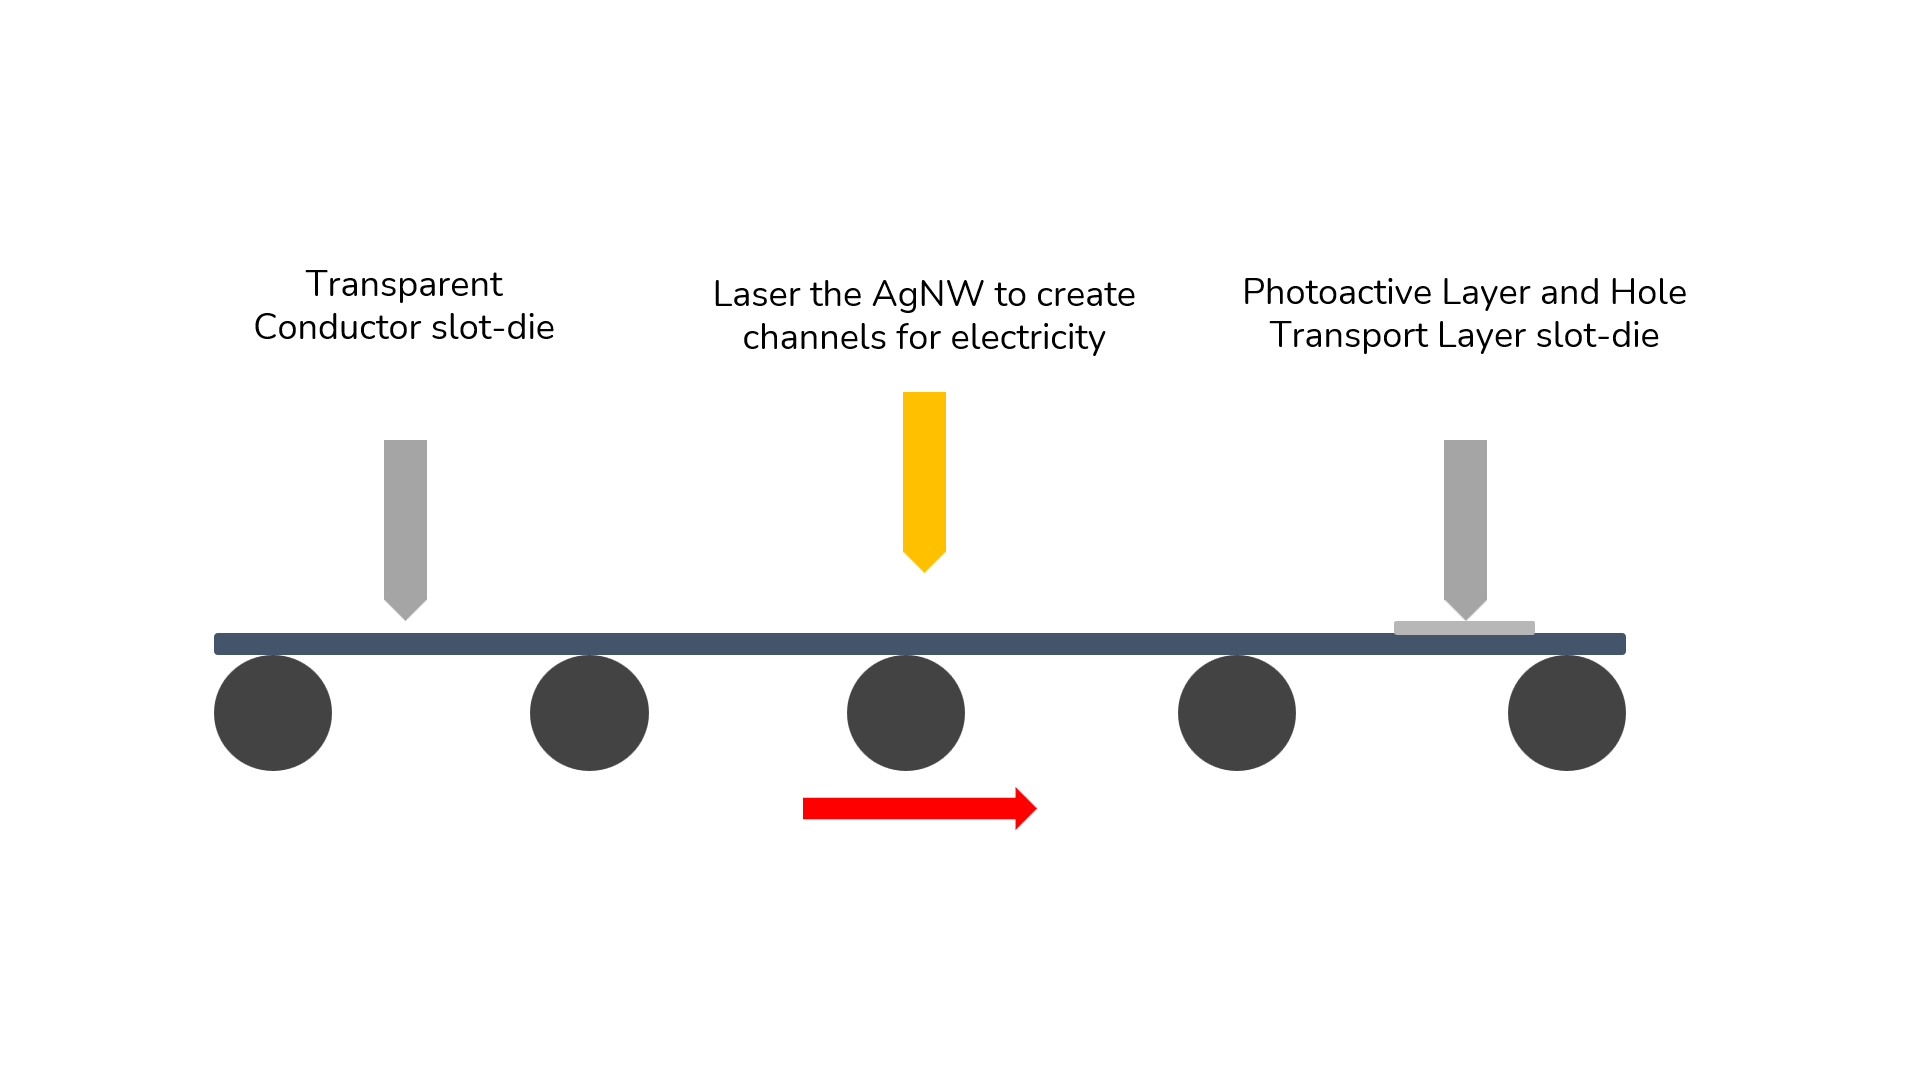 Transparent
Conductor slot-die
Laser the AgNW to create
channels for electricity
Photoactive Layer and Hole
Transport Layer slot-die